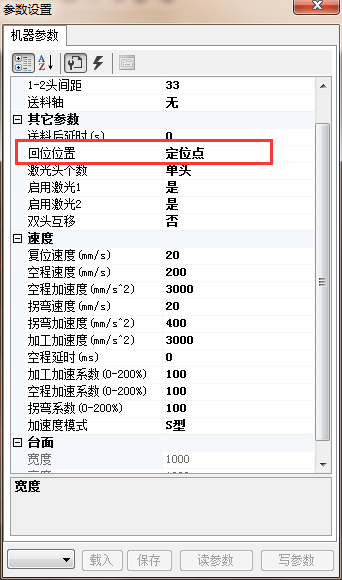 参数设置
机器参数
1-2头间距 33
送料轴 无
其它参数
送料后延时(s) 0
回位位置 定位点
激光头个数 单头
启用激光1 是
启用激光2 是
双头互移 否
速度
复位速度(mm/s) 20
空程速度(mm/s) 200
空程加速度(mm/s^2) 3000
拐弯速度(mm/s) 20
拐弯加速度(mm/s^2) 400
加工加速度(mm/s^2) 3000
空程延时(ms) 0
加工加速系数(0-200%) 100
空程加速系数(0-200%) 100
拐弯系数(0-200%) 100
加速度模式 S型
台面
宽度 1000
宽度
载入 保存 读参数 写参数